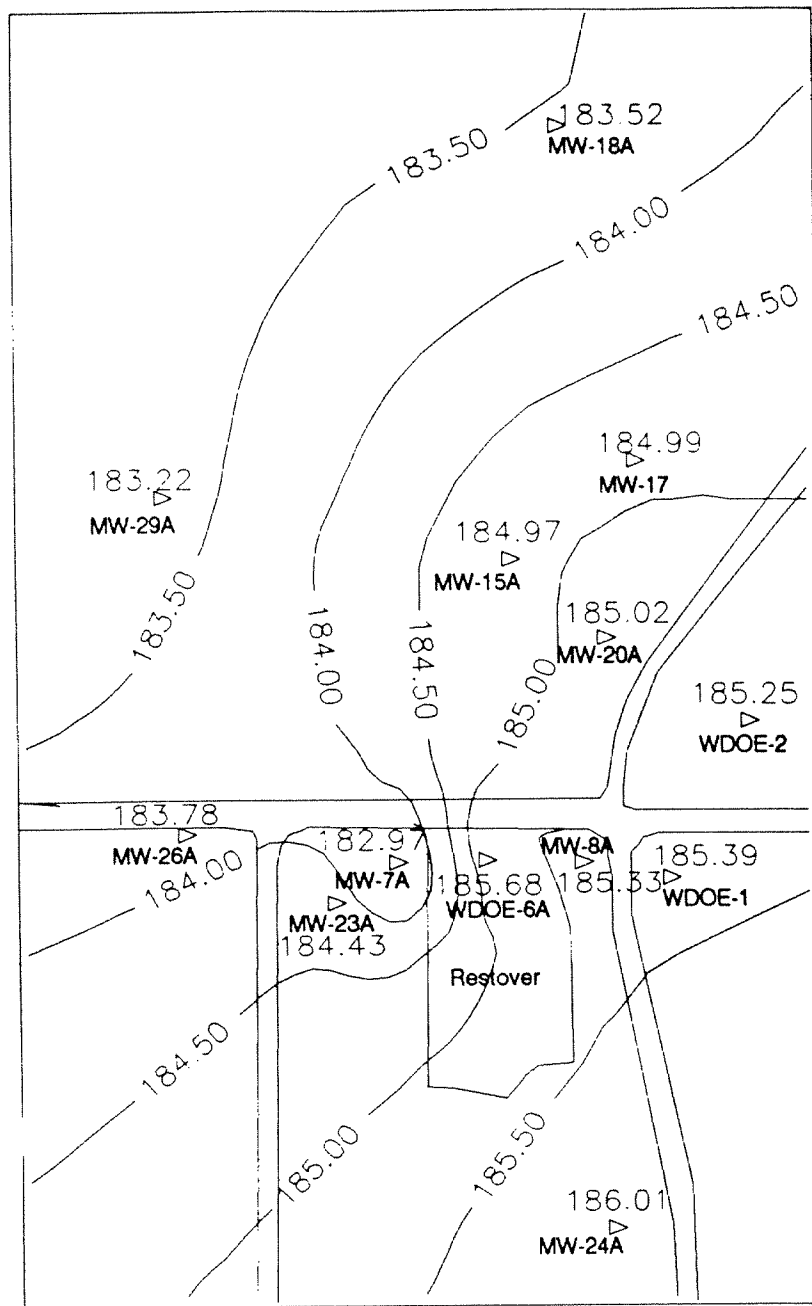 183.52
MW-18A
183.50
184.00
184.50
184.99
MW-17
183.22
MW-29A
184.97
MW-15A
183.50
184.00
184.50
185.00
185.02
MW-20A
185.25
WDOE-2
183.78
MW-26A
182.97
MW-7A
185.68
WDOE-6A
MW-8A
185.33
185.39
WDOE-1
184.00
MW-23A
184.43
Restover
184.50
185.00
185.50
186.01
MW-24A